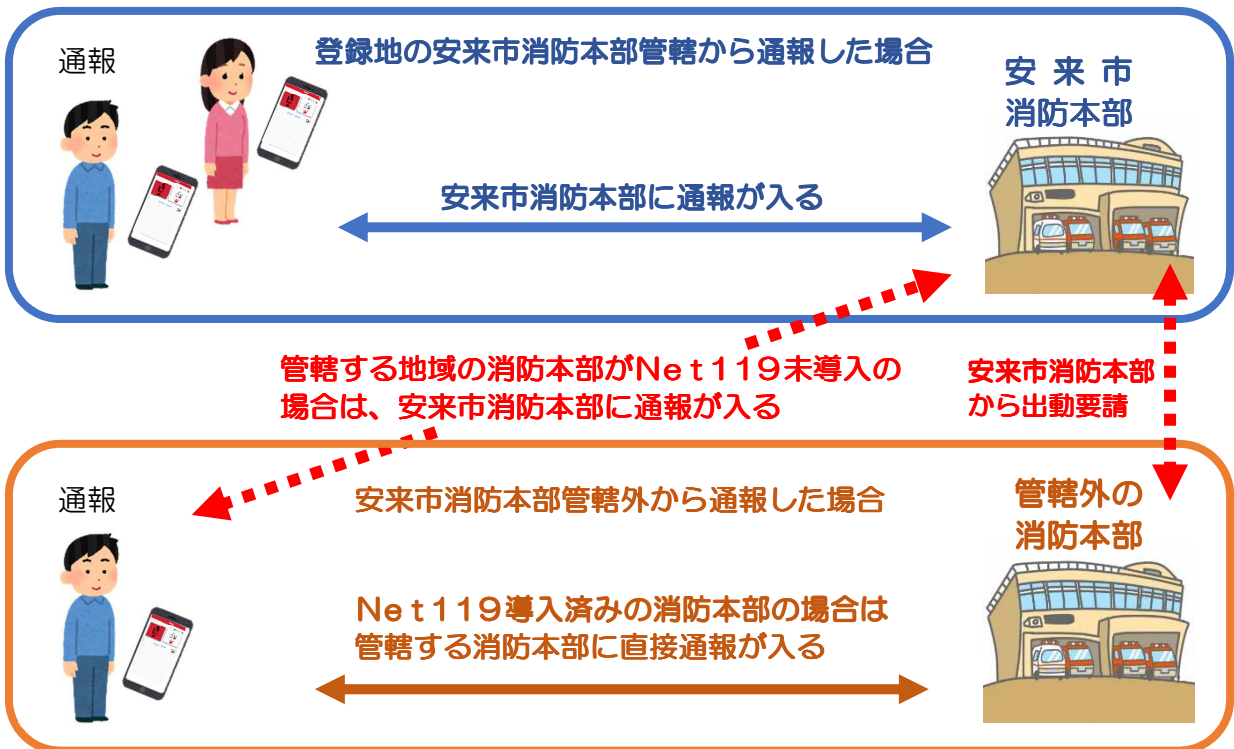 通報
登録地の安来市消防本部管轄から通報した場合
安来市
消防本部
安来市消防本部に通報が入る
管轄する地域の消防本部がNet119未導入の
場合は、安来市消防本部に通報が入る
安来市消防本部
から出動要請
通報
安来市消防本部管轄外から通報した場合
管轄外の
消防本部
Net119導入済みの消防本部の場合は
管轄する消防本部に直接通報が入る